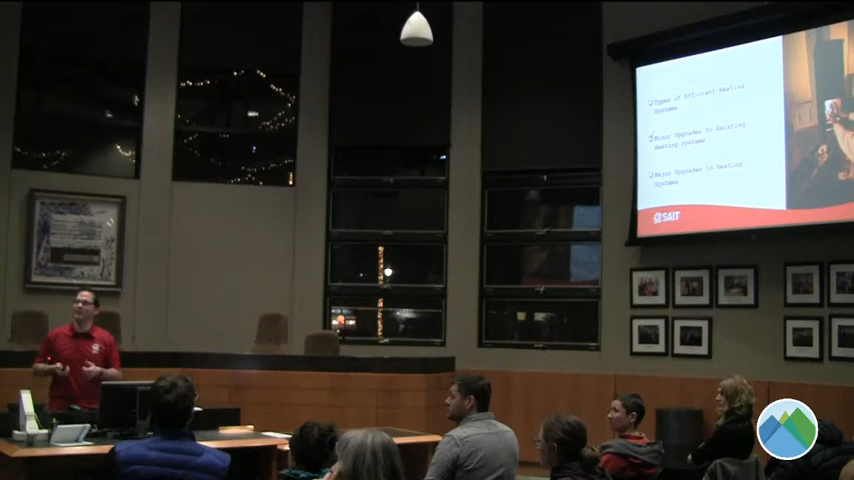 Types of Efficient Heating
Systems
Minor Upgrades to Existing
Heating Systems
Major Upgrades to Heating
Systems
SAIT